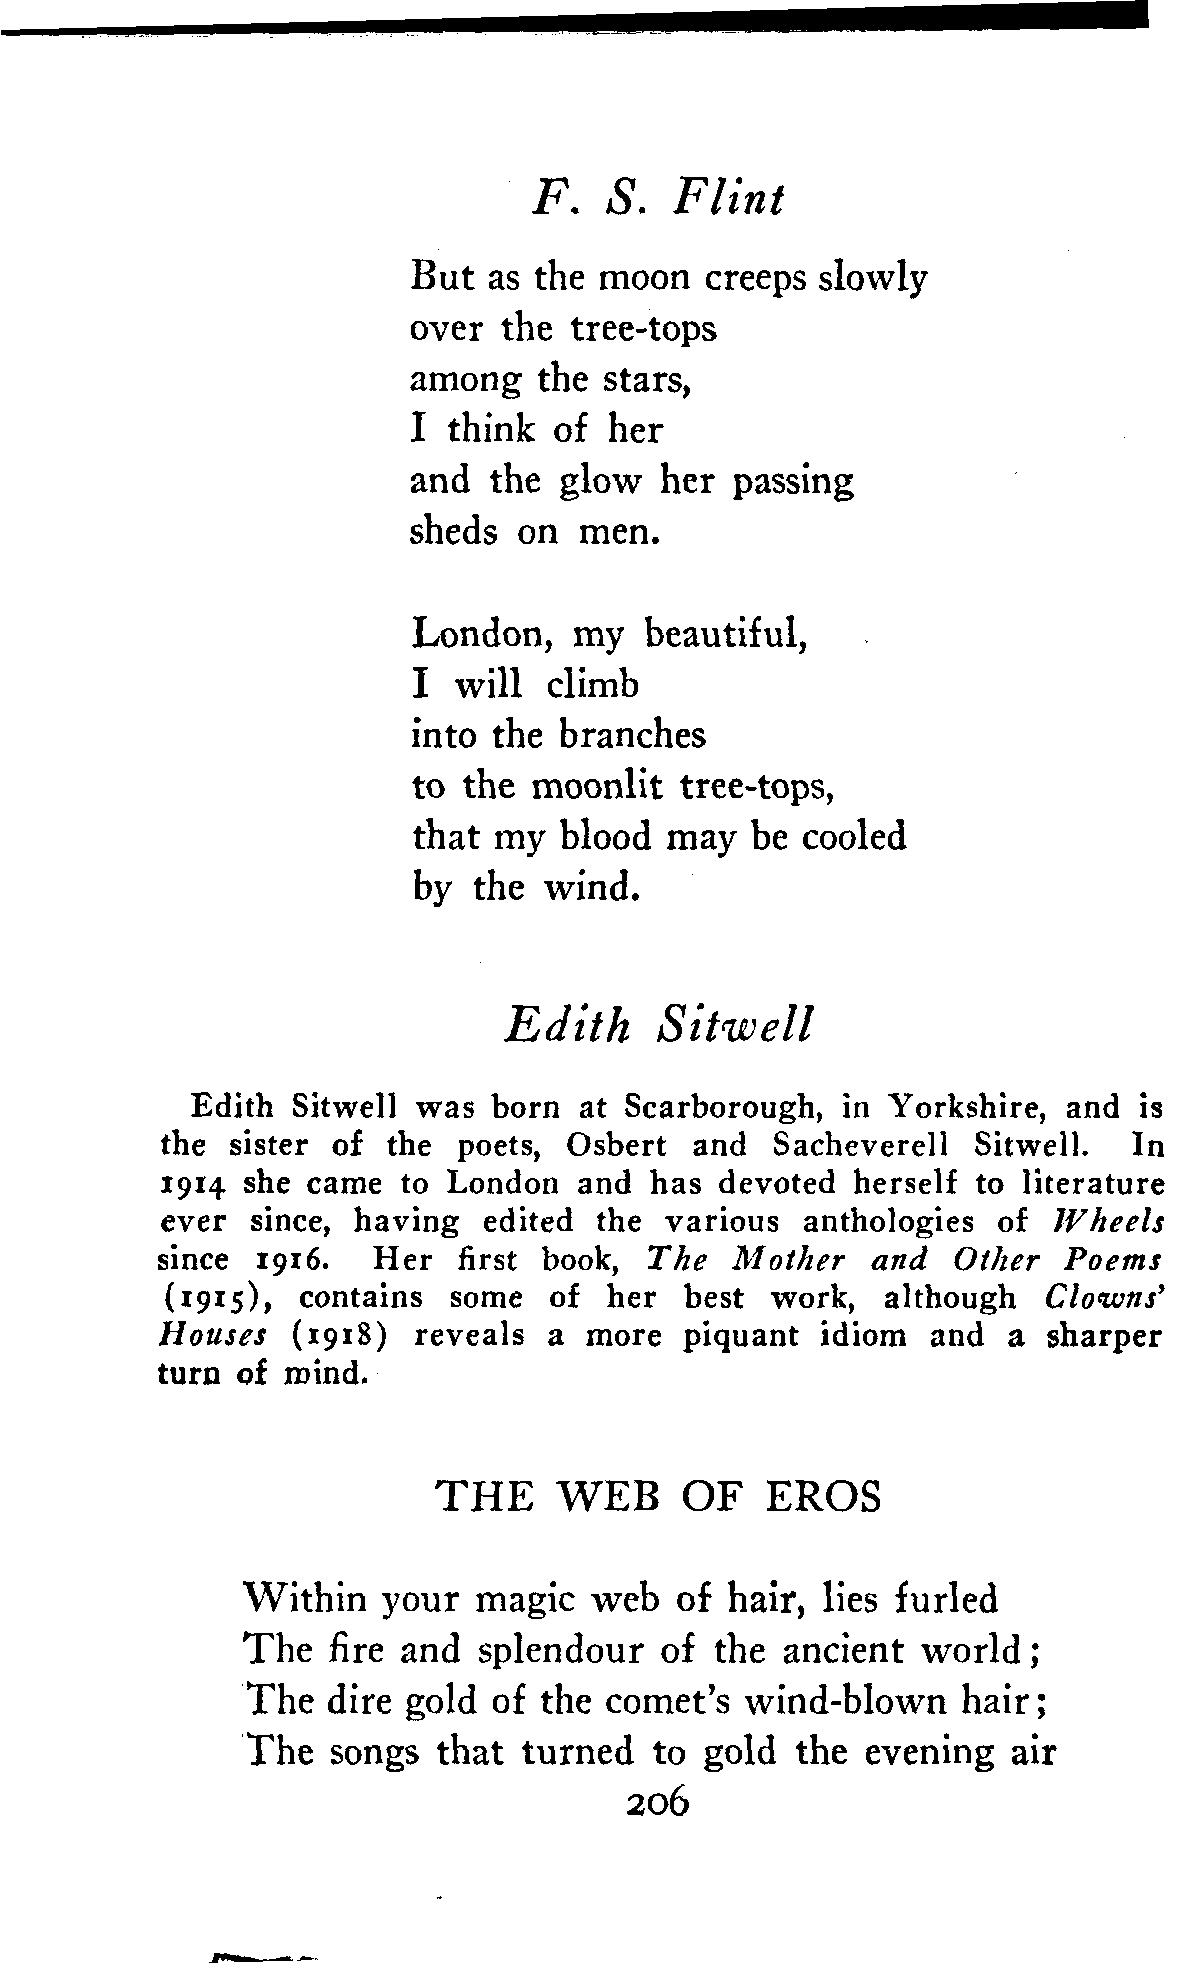 F. S. Flint
But as the moon creeps slowly
over the tree-tops
among the stars,
I think of her
and the glow her passing
sheds on men.
London, my beautiful,
I will climb
into the branches
to the moonlit tree-tops,
that my blood may be cooled
by the wind.
Edith Sitwell
Edith Sitwell was born at Scarborough, in Yorkshire, and is
the sister of the poets, Osbert and Sacheverell Sitwell. In
1914 she came to London and has devoted herself to literature
ever since, having edited the various anthologies of Wheels
since 1916. Her first book, The Mother and Other Poems
(1915), contains some of her best work, although Clowns'
Houses (1918) reveals a more piquant idiom and a sharper
turn of mind.
THE WEB OF EROS
Within your magic web of hair, lies furled
The fire and splendour of the ancient world;
The dire gold of the comet's wind-blown hair;
The songs that turned to gold the evening air
206